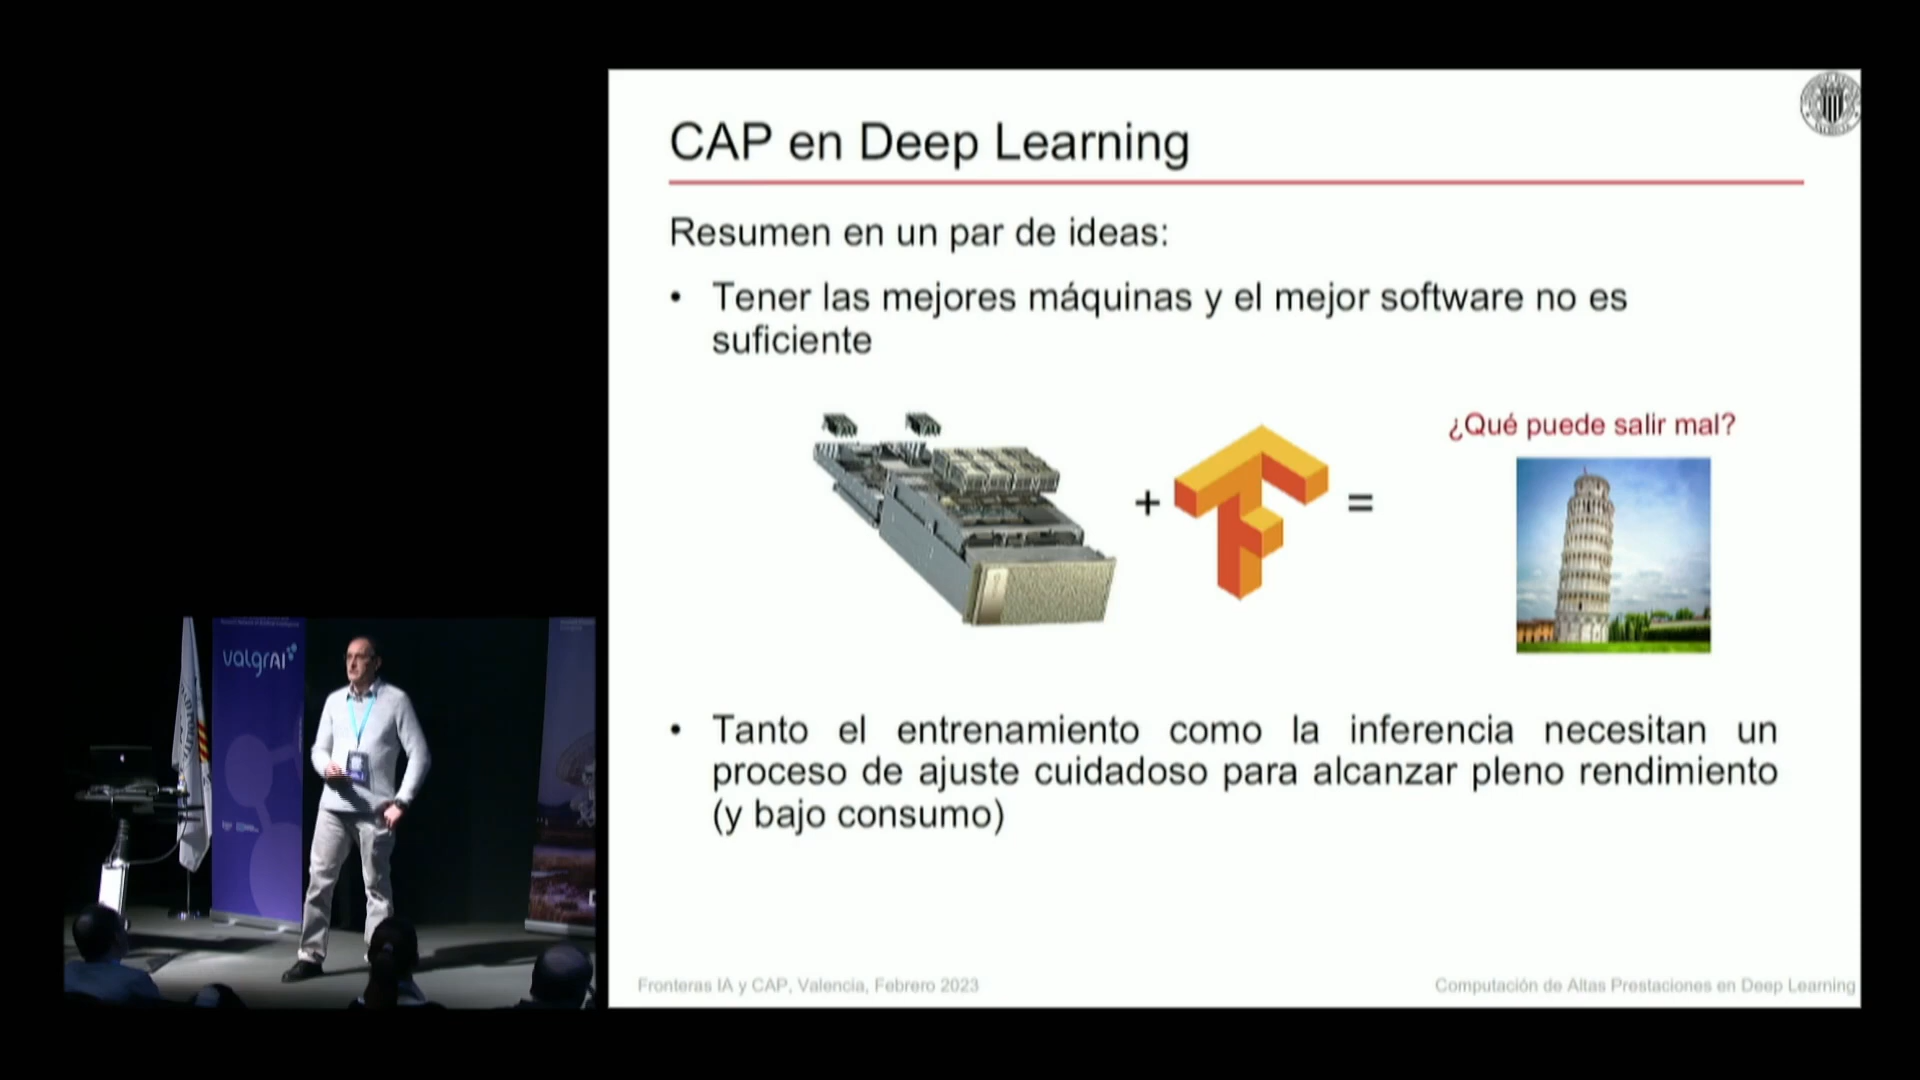 CAP en Deep Learning
Resumen en un par de ideas:
• Tener las mejores máquinas y el mejor software no es
suficiente
¿Qué puede salir mal?
+
=
• Tanto el entrenamiento como la inferencia necesitan un
proceso de ajuste cuidadoso para alcanzar pleno rendimiento
(y bajo consumo)
Fronteras IA y CAP, Valencia, Febrero 2023
Computación de Altas Prestaciones en Deep Learning
valgrAI